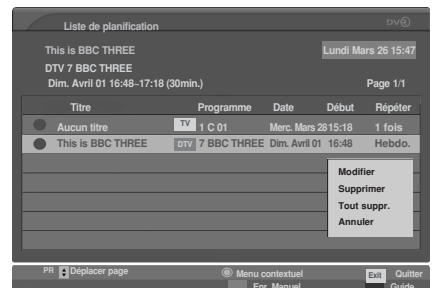 Liste de planification
DV
This is BBC THREE Lundi Mars 26 15:47
DTV 7 BBC THREE
Dim. Avril 01 16:48~17:18 (30min.) Page 1/1
Titre Programme Date Début Répéter
Aucun titre TV 1 C 01 Merc. Mars 28 15:18 1 fois
This is BBC THREE DTV 7 BBC THREE Dim. Avril 01 16:48 Hebdo.
Modifier
Supprimer
Tout suppr.
Annuler
PR Déplacer page Menu contextuel Exit Quitter
Enr. Manuel Guide